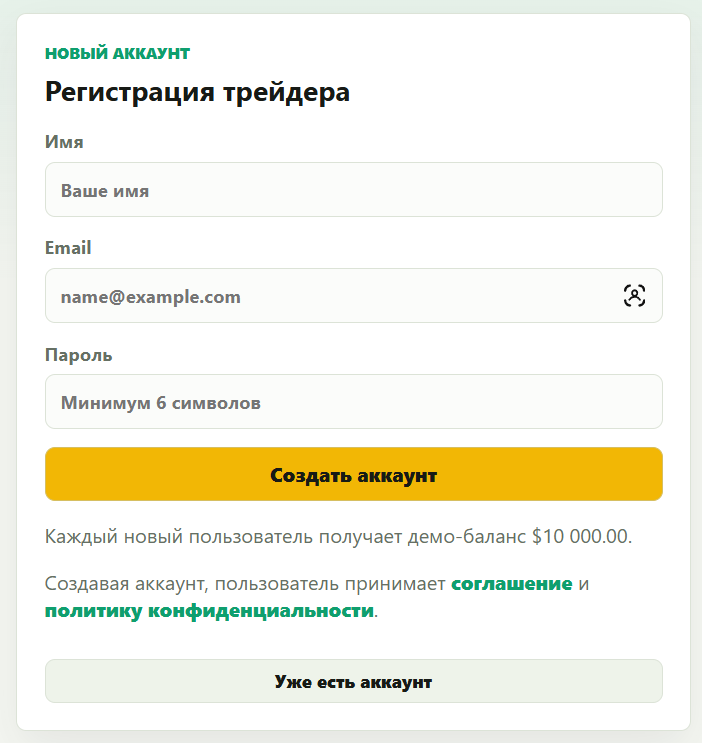 НОВЫЙ АККАУНТ
Регистрация трейдера
Имя
Ваше имя
Email
name@example.com
Пароль
Минимум 6 символов
Создать аккаунт
Каждый новый пользователь получает демо-баланс $10 000.00.
Создавая аккаунт, пользователь принимает соглашение и
политику конфиденциальности.
Уже есть аккаунт